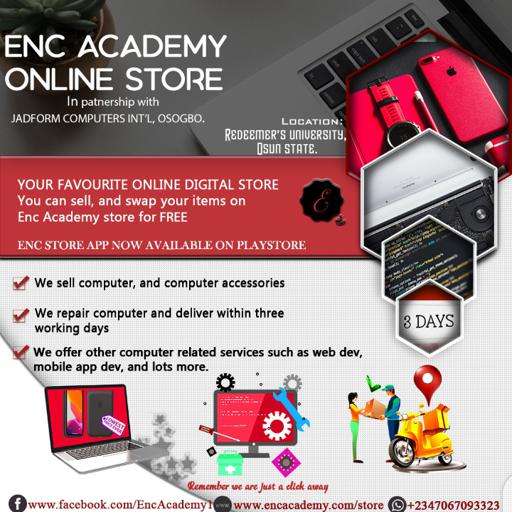 ENC ACADEMY
ONLINE STORE
In patnership with
JADFORM COMPUTERS INT'L, OSOGBO.
Location:
Redeemer's university,
Osun state.
YOUR FAVOURITE ONLINE DIGITAL STORE
You can sell, and swap your items on
Enc Academy store for FREE
ENC STORE APP NOW AVAILABLE ON PLAYSTORE
E
We sell computer, and computer accessories
We repair computer and deliver within three
working days
3 DAYS
We offer other computer related services such as web dev,
mobile app dev, and lots more.
Remember we are just a click away
www.facebook.com/EncAcademy1
www www.encacademy.com/store
+2347067093323